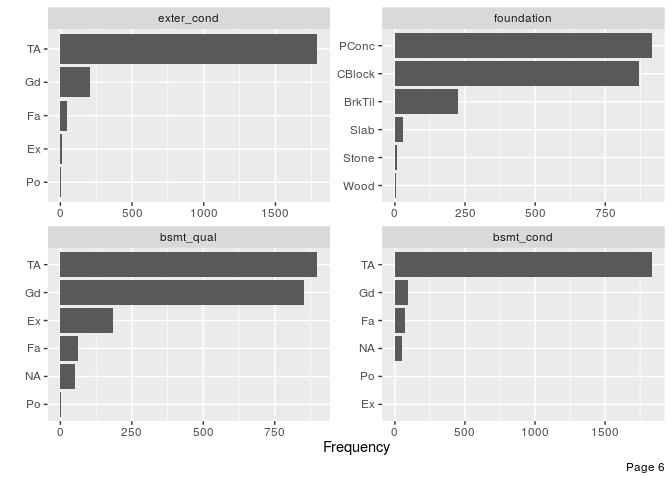 exter_cond
TA
Gd
Fa
Ex
Po
0 500 1000 1500
foundation
PConc
CBlock
BrkTil
Slab
Stone
Wood
0 250 500 750
bsmt_qual
TA
Gd
Ex
Fa
NA
Po
0 250 500 750
bsmt_cond
TA
Gd
Fa
NA
Po
Ex
0 500 1000 1500
Frequency
Page 6